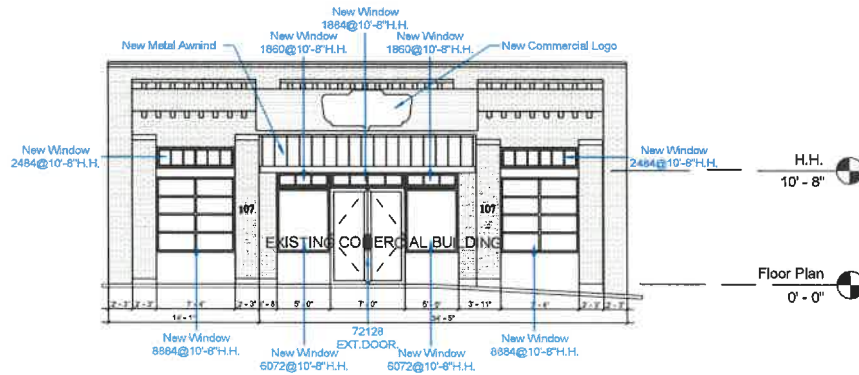 New Window
1884@10'-8"H.H.
New Window
1860@10'-8"H.H.
New Window
1860@10'-8"H.H.
New Metal Awnind
New Commercial Logo
New Window
2484@10'-8"H.H.
New Window
2484@10'-8"H.H.
H.H.
10' - 8"
107
107
EXISTING COMERCIAL BUILDING
Floor Plan
0' - 0"
2' - 3"
2' - 3"
7' - 4"
2' - 3"
5' - 0"
7' - 0"
5' - 0"
3' - 11"
2' - 3"
2' - 3"
14' - 1"
34' - 5"
New Window
8884@10'-8"H.H.
New Window
6072@10'-8"H.H.
72128
EXT.DOOR.
New Window
6072@10'-8"H.H.
New Window
8884@10'-8"H.H.